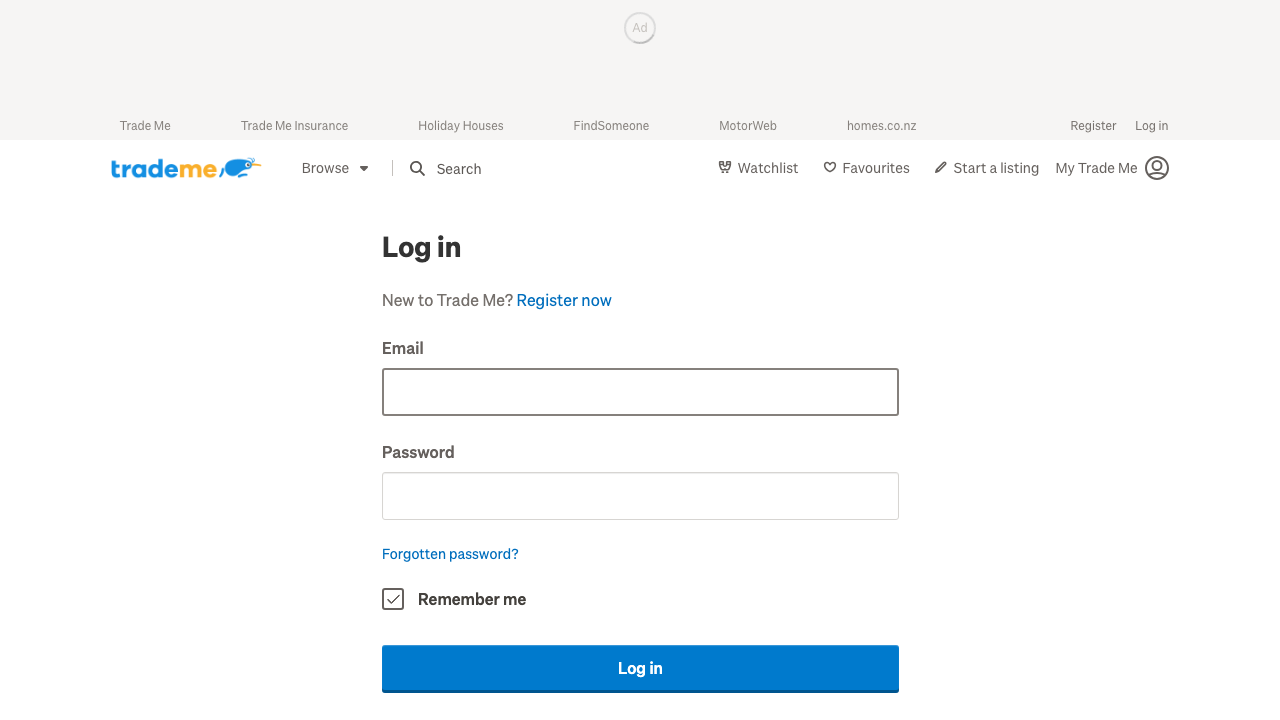 Ad
Trade Me Trade Me Insurance Holiday Houses FindSomeone MotorWeb homes.co.nz Register Log in
trademe Browse Search Watchlist Favourites Start a listing My Trade Me
Log in
New to Trade Me? Register now
Email
Password
Forgotten password?
Remember me
Log in